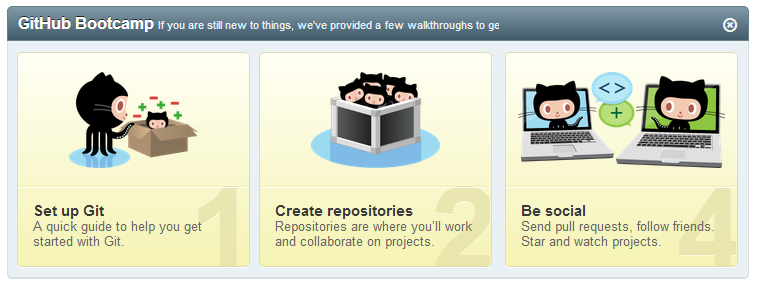 GitHub Bootcamp If you are still new to things, we've provided a few walkthroughs to ge
Set up Git
A quick guide to help you get
started with Git.
1
Create repositories
Repositories are where you'll work
and collaborate on projects.
2
Be social
Send pull requests, follow friends.
Star and watch projects.
4